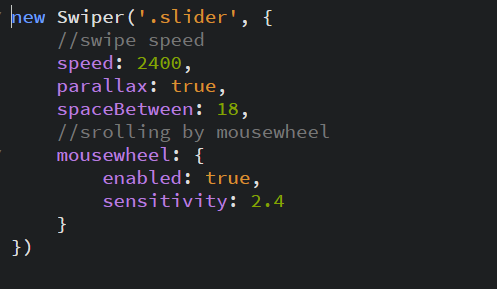 new Swiper('.slider', {
    //swipe speed
    speed: 2400,
    parallax: true,
    spaceBetween: 18,
    //srolling by mousewheel
    mousewheel: {
        enabled: true,
        sensitivity: 2.4
    }
})